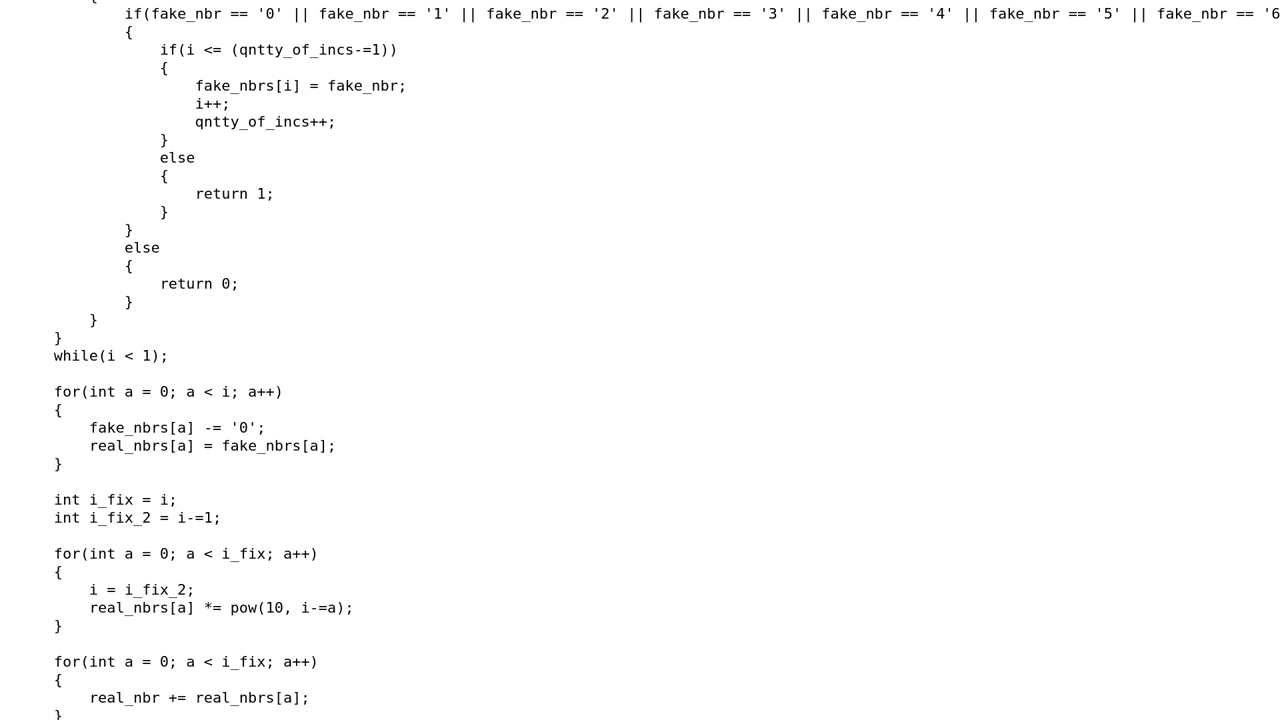 {
if(fake_nbr == '0' || fake_nbr == '1' || fake_nbr == '2' || fake_nbr == '3' || fake_nbr == '4' || fake_nbr == '5' || fake_nbr == '6
{
if(i <= (qntty_of_incs-=1))
{
fake_nbrs[i] = fake_nbr;
i++;
qntty_of_incs++;
}
else
{
return 1;
}
}
else
{
return 0;
}
}
}
while(i < 1);
for(int a = 0; a < i; a++)
{
fake_nbrs[a] -= '0';
real_nbrs[a] = fake_nbrs[a];
}
int i_fix = i;
int i_fix_2 = i-=1;
for(int a = 0; a < i_fix; a++)
{
i = i_fix_2;
real_nbrs[a] *= pow(10, i-=a);
}
for(int a = 0; a < i_fix; a++)
{
real_nbr += real_nbrs[a];
}